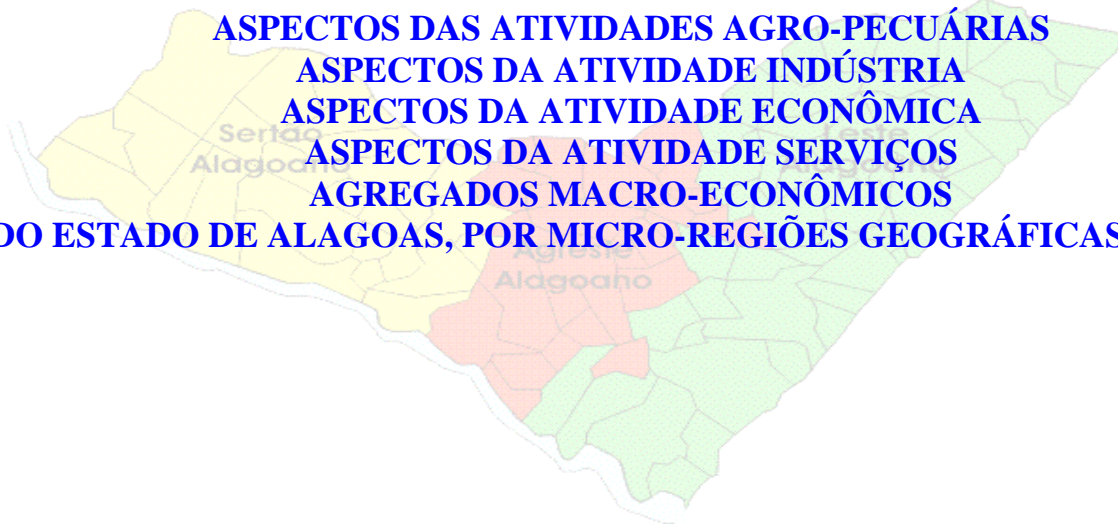 ASPECTOS DAS ATIVIDADES AGRO-PECUÁRIAS
ASPECTOS DA ATIVIDADE INDÚSTRIA
ASPECTOS DA ATIVIDADE ECONÔMICA
ASPECTOS DA ATIVIDADE SERVIÇOS
AGREGADOS MACRO-ECONÔMICOS
DO ESTADO DE ALAGOAS, POR MICRO-REGIÕES GEOGRÁFICAS
Sertão
Alagoano
Leste
Alagoano
Agreste
Alagoano